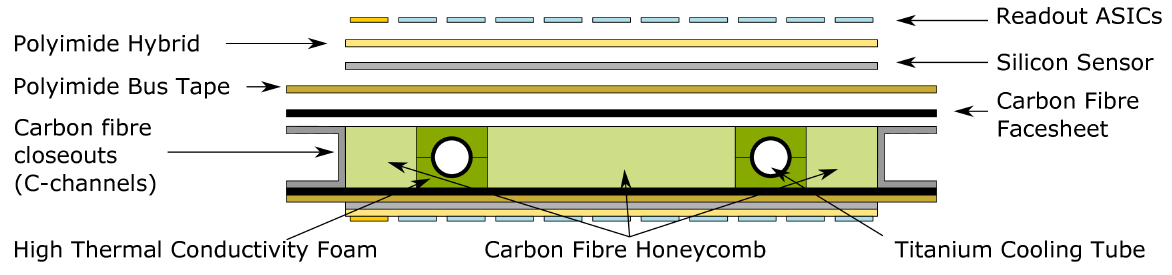 Readout ASICs
Polyimide Hybrid
Silicon Sensor
Polyimide Bus Tape
Carbon Fibre
Facesheet
Carbon fibre
closeouts
(C-channels)
High Thermal Conductivity Foam
Carbon Fibre Honeycomb
Titanium Cooling Tube